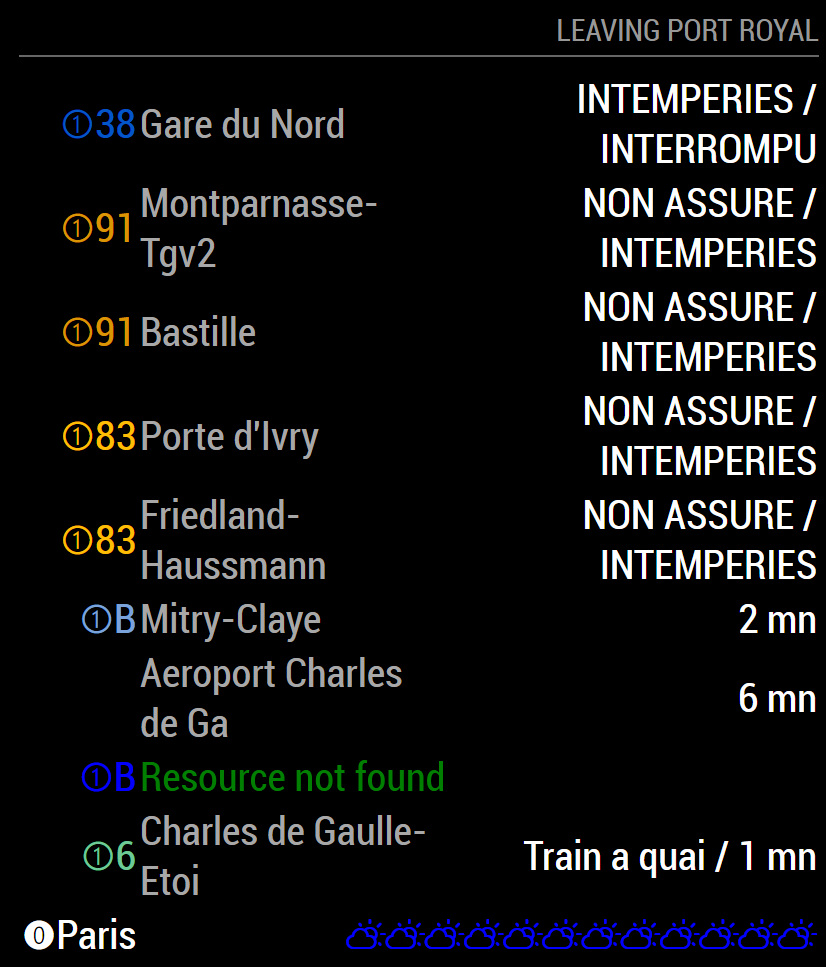 LEAVING PORT ROYAL
①38 Gare du Nord INTEMPERIES / INTERROMPU
①91 Montparnasse-Tgv2 NON ASSURE / INTEMPERIES
①91 Bastille NON ASSURE / INTEMPERIES
①83 Porte d'Ivry NON ASSURE / INTEMPERIES
①83 Friedland-Haussmann NON ASSURE / INTEMPERIES
①B Mitry-Claye 2 mn
Aeroport Charles de Ga 6 mn
①B Resource not found
①6 Charles de Gaulle-Etoi Train a quai / 1 mn
⓪Paris